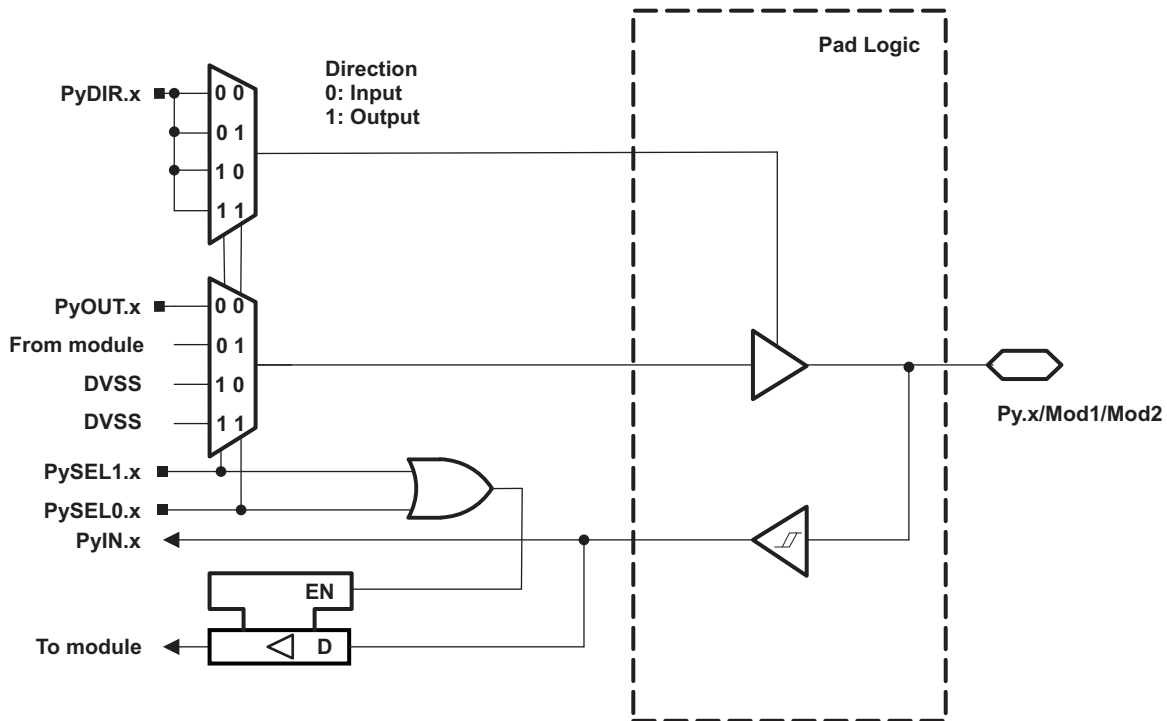 Pad Logic
Direction
0: Input
1: Output
PyDIR.x
0 0
0 1
1 0
1 1
PyOUT.x
0 0
From module
0 1
DVSS
1 0
DVSS
1 1
Py.x/Mod1/Mod2
PySEL1.x
PySEL0.x
PyIN.x
EN
To module
D